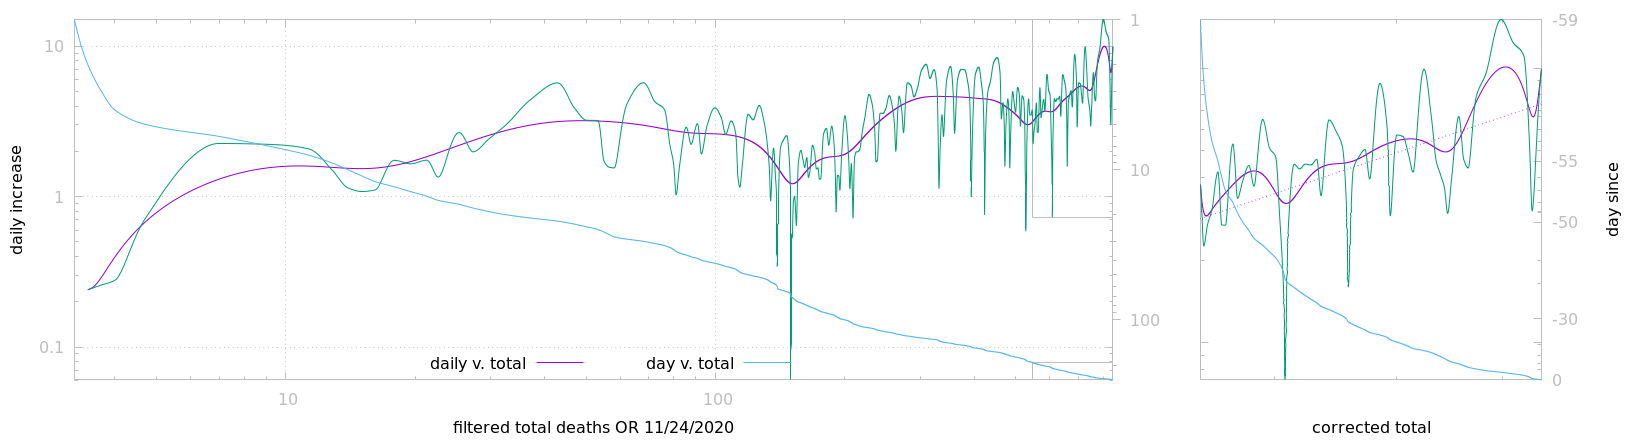 10
1
0.1
daily increase
10
100
filtered total deaths OR 11/24/2020
daily v. total
day v. total
1
10
100
-59
-55
-50
-30
0
day since
corrected total